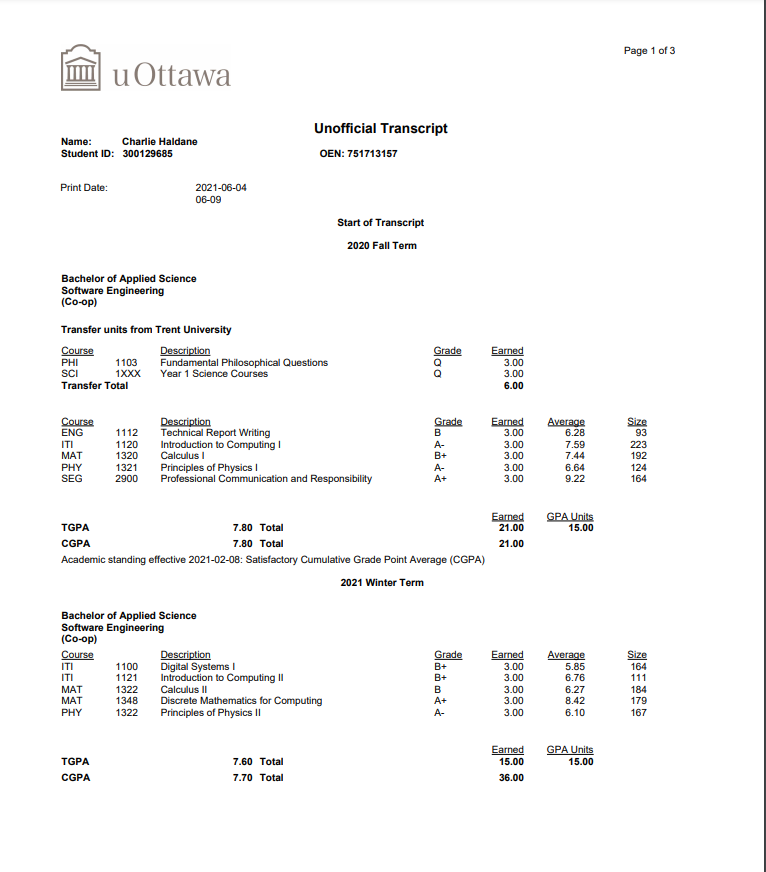 Page 1 of 3
uOttawa
Unofficial Transcript
Name: Charlie Haldane
Student ID: 300129685 OEN: 751713157
Print Date: 2021-06-04
06-09
Start of Transcript
2020 Fall Term
Bachelor of Applied Science
Software Engineering
(Co-op)
Transfer units from Trent University
Course Description Grade Earned
PHI 1103 Fundamental Philosophical Questions Q 3.00
SCI 1XXX Year 1 Science Courses Q 3.00
Transfer Total 6.00
Course Description Grade Earned Average Size
ENG 1112 Technical Report Writing B 3.00 6.28 93
ITI 1120 Introduction to Computing I A- 3.00 7.59 223
MAT 1320 Calculus I B+ 3.00 7.44 192
PHY 1321 Principles of Physics I A- 3.00 6.64 124
SEG 2900 Professional Communication and Responsibility A+ 3.00 9.22 164
Earned GPA Units
TGPA 7.80 Total 21.00 15.00
CGPA 7.80 Total 21.00
Academic standing effective 2021-02-08: Satisfactory Cumulative Grade Point Average (CGPA)
2021 Winter Term
Bachelor of Applied Science
Software Engineering
(Co-op)
Course Description Grade Earned Average Size
ITI 1100 Digital Systems I B+ 3.00 5.85 164
ITI 1121 Introduction to Computing II B+ 3.00 6.76 111
MAT 1322 Calculus II B 3.00 6.27 184
MAT 1348 Discrete Mathematics for Computing A+ 3.00 8.42 179
PHY 1322 Principles of Physics II A- 3.00 6.10 167
Earned GPA Units
TGPA 7.60 Total 15.00 15.00
CGPA 7.70 Total 36.00